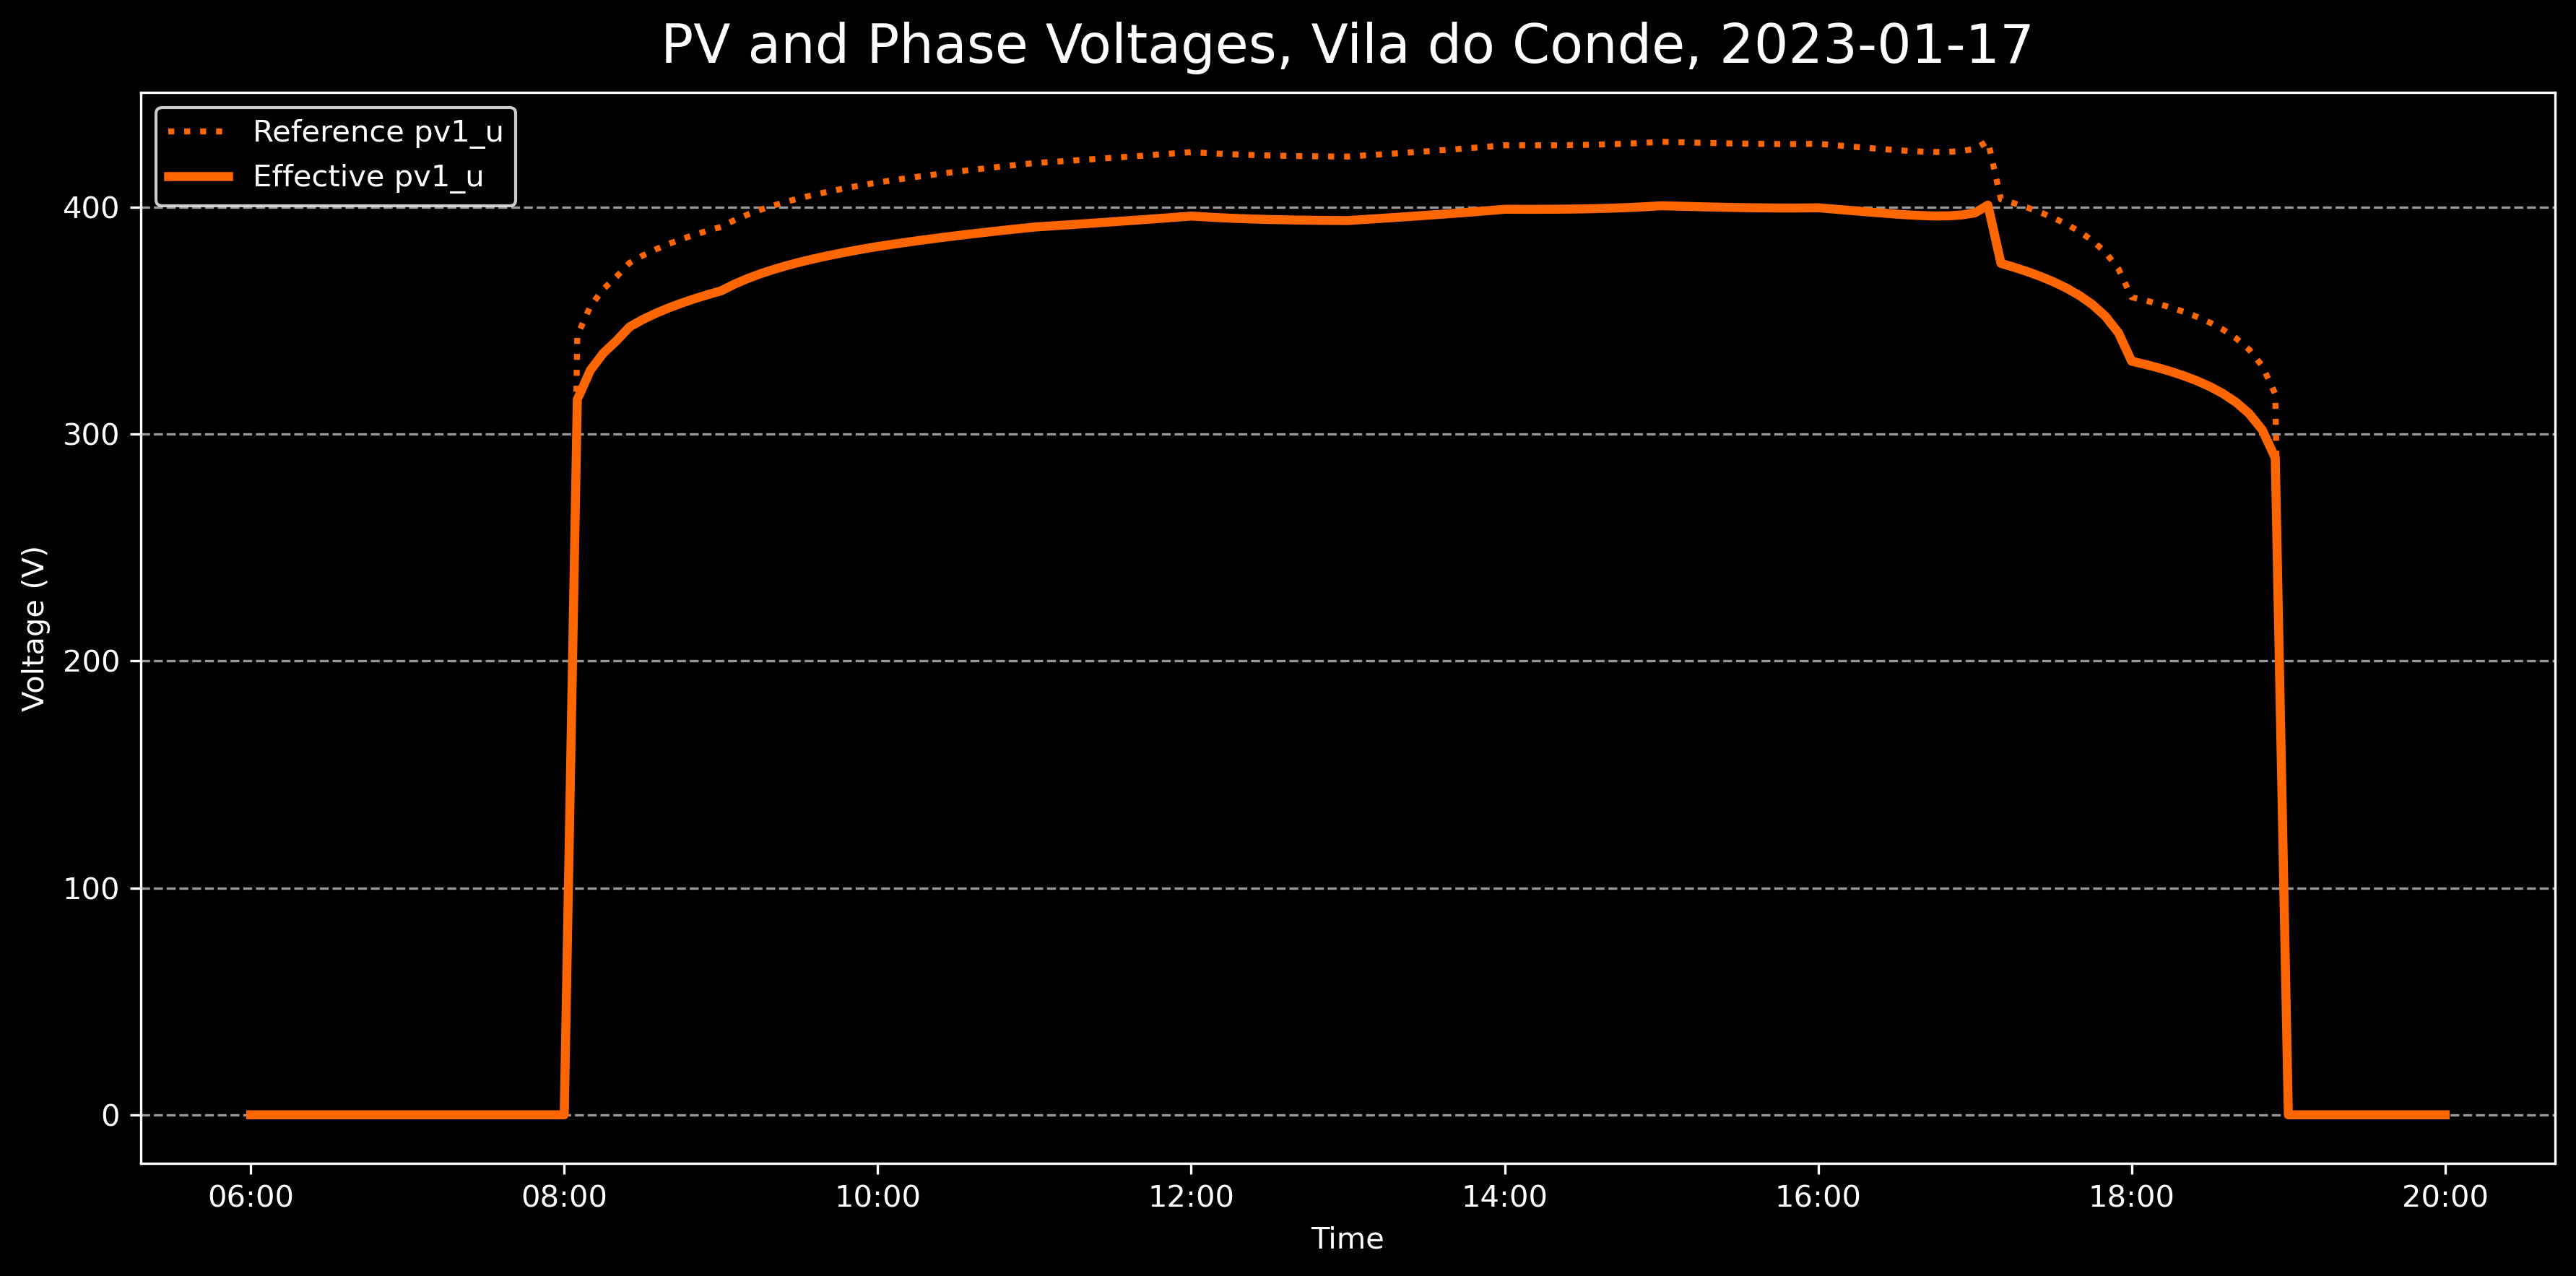 PV and Phase Voltages, Vila do Conde, 2023-01-17
Reference pv1_u
Effective pv1_u
400
300
200
100
0
Voltage (V)
06:00 08:00 10:00 12:00 14:00 16:00 18:00 20:00
Time